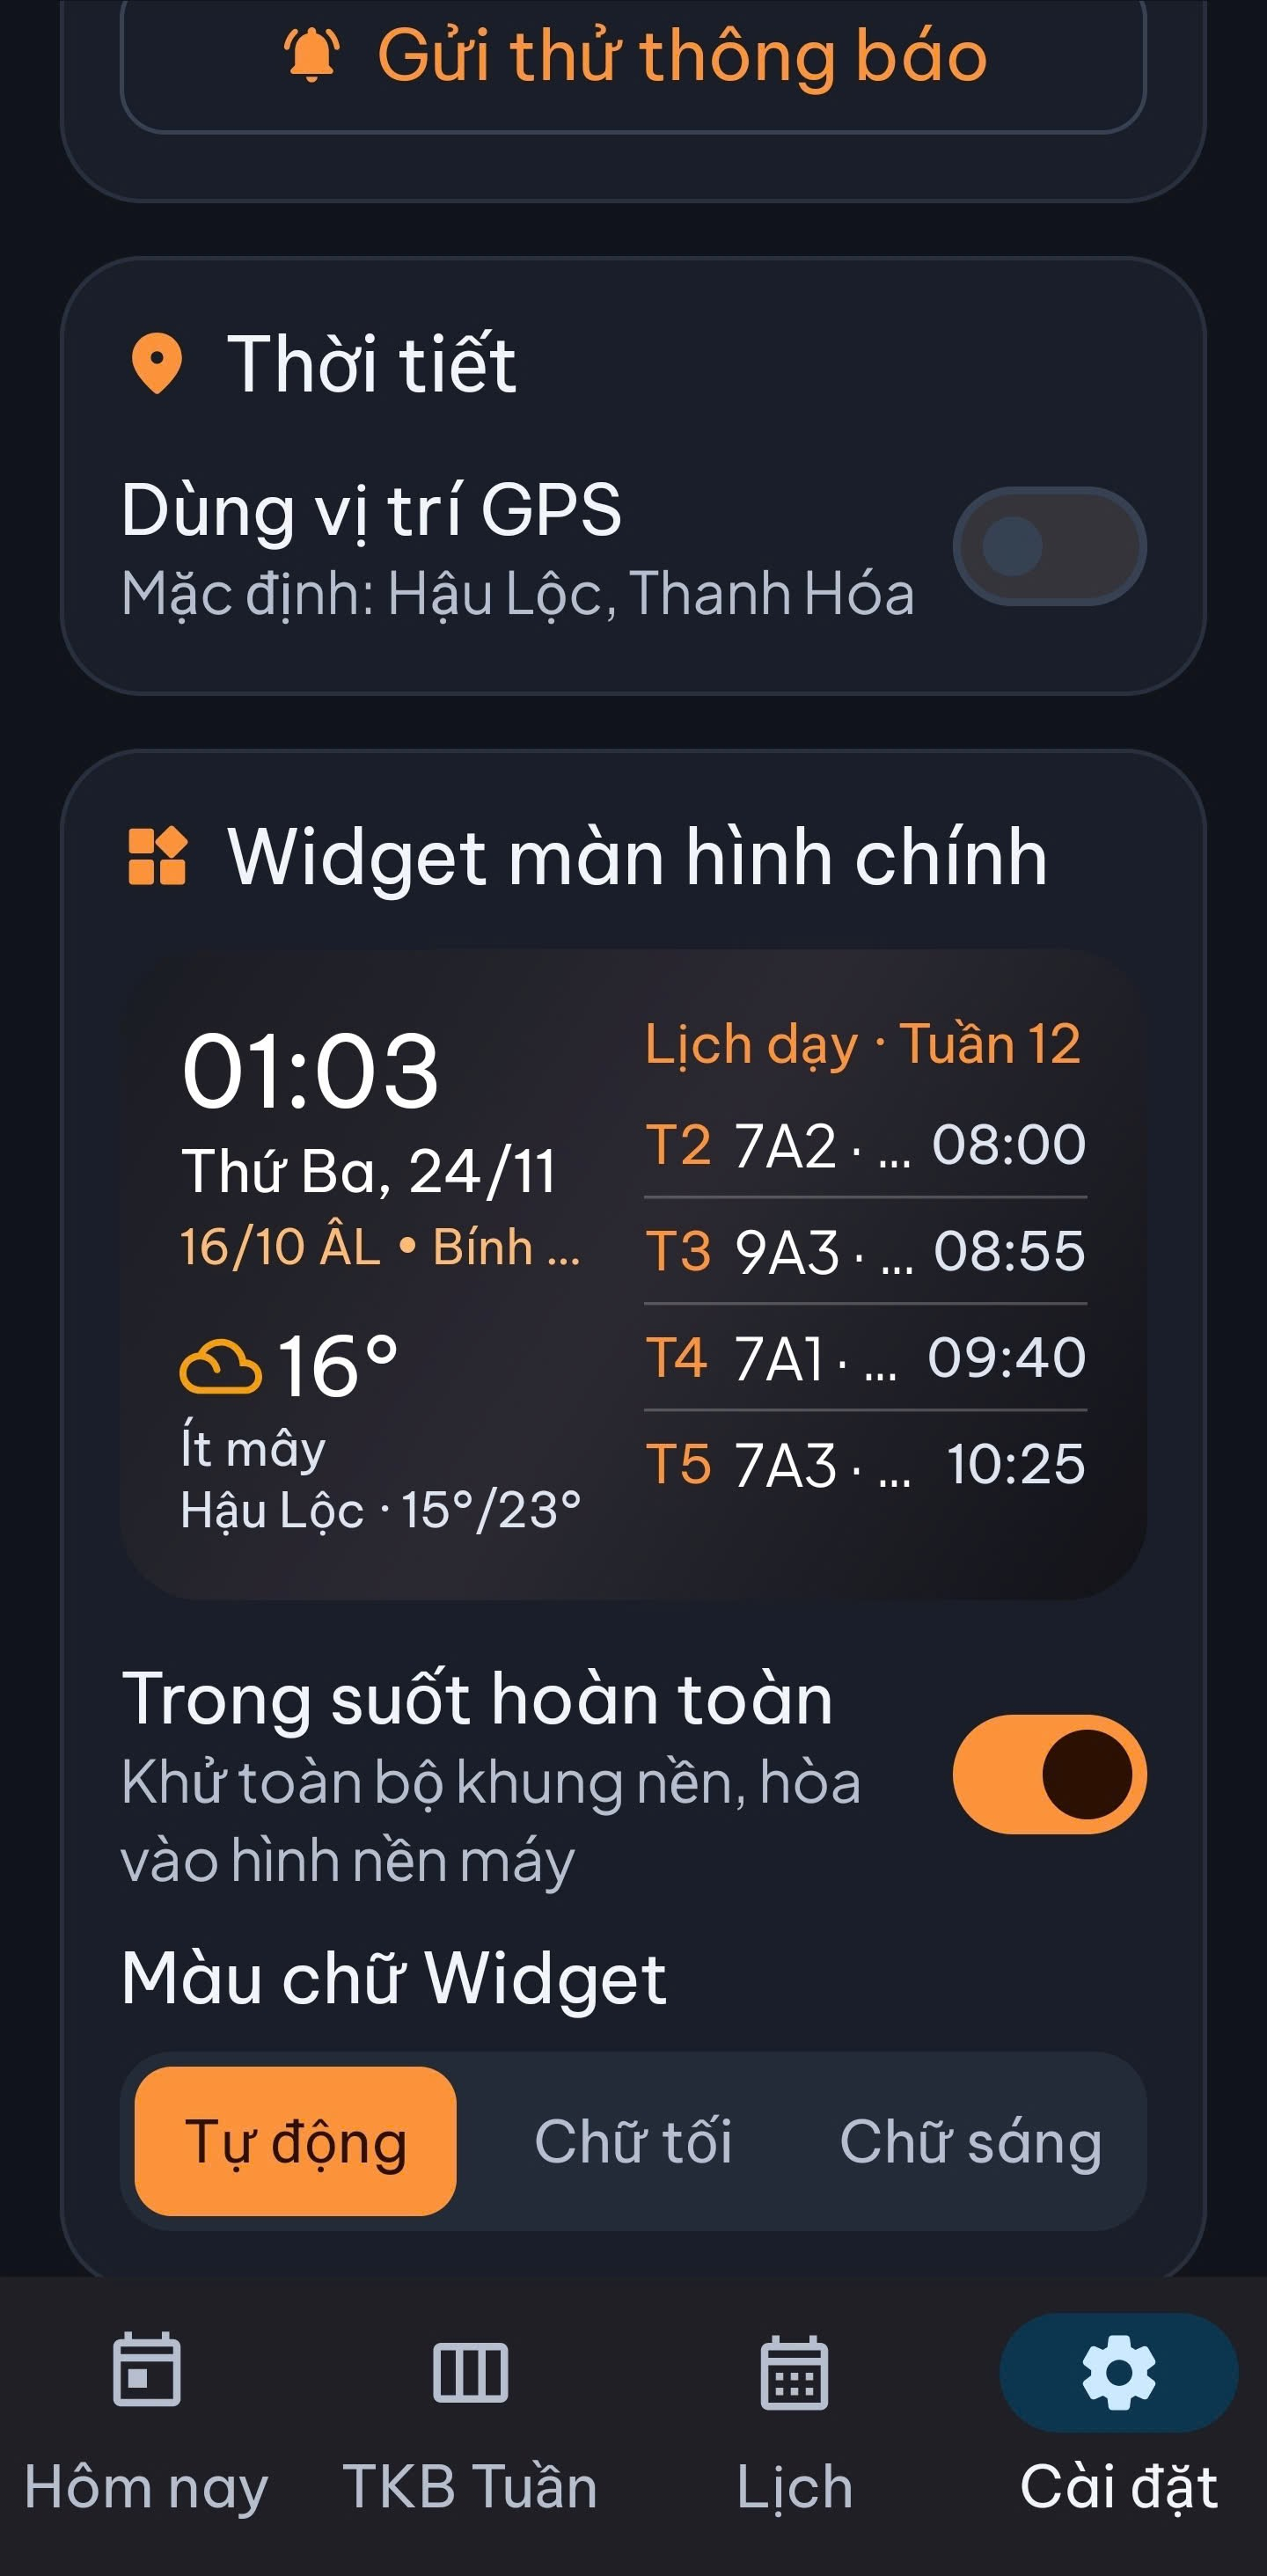 Gửi thử thông báo
Thời tiết
Dùng vị trí GPS
Mặc định: Hậu Lộc, Thanh Hóa
Widget màn hình chính
01:03
Thứ Ba, 24/11
16/10 ÂL • Bính ...
16°
Ít mây
Hậu Lộc · 15°/23°
Lịch dạy · Tuần 12
T2 7A2 · ... 08:00
T3 9A3 · ... 08:55
T4 7A1 · ... 09:40
T5 7A3 · ... 10:25
Trong suốt hoàn toàn
Khử toàn bộ khung nền, hòa
vào hình nền máy
Màu chữ Widget
Tự động Chữ tối Chữ sáng
Hôm nay TKB Tuần Lịch Cài đặt